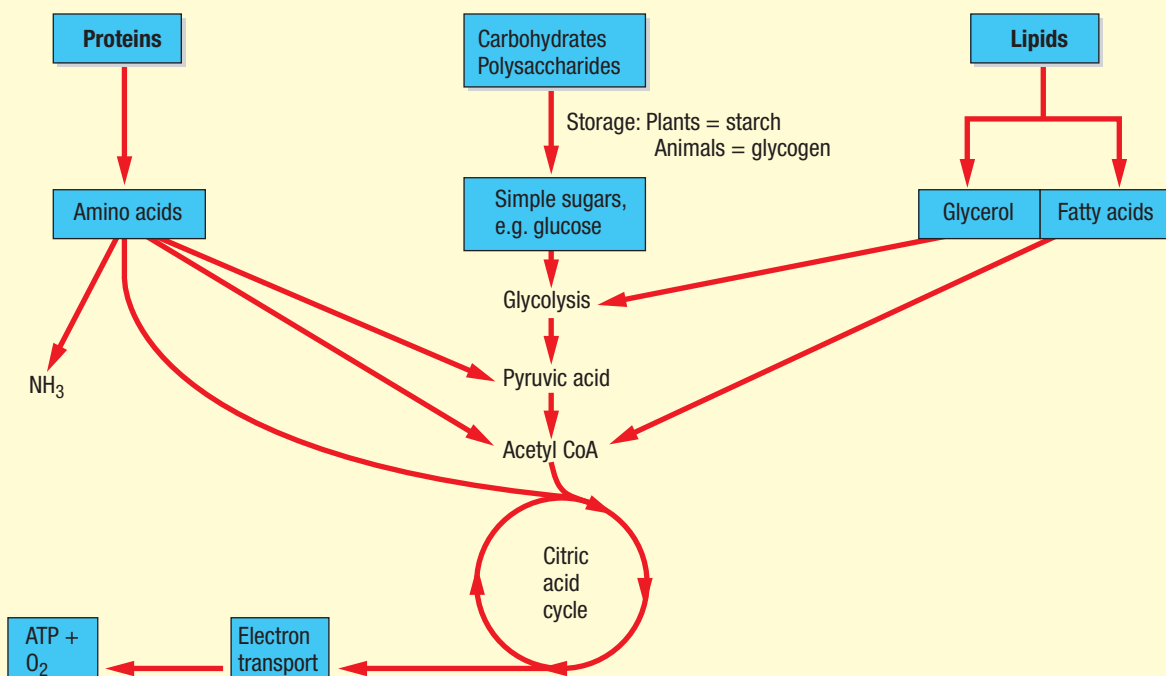 Proteins
Carbohydrates
Polysaccharides
Lipids
Storage: Plants = starch
Animals = glycogen
Amino acids
Simple sugars,
e.g. glucose
Glycerol
Fatty acids
Glycolysis
NH₃
Pyruvic acid
Acetyl CoA
Citric
acid
cycle
ATP +
O₂
Electron
transport